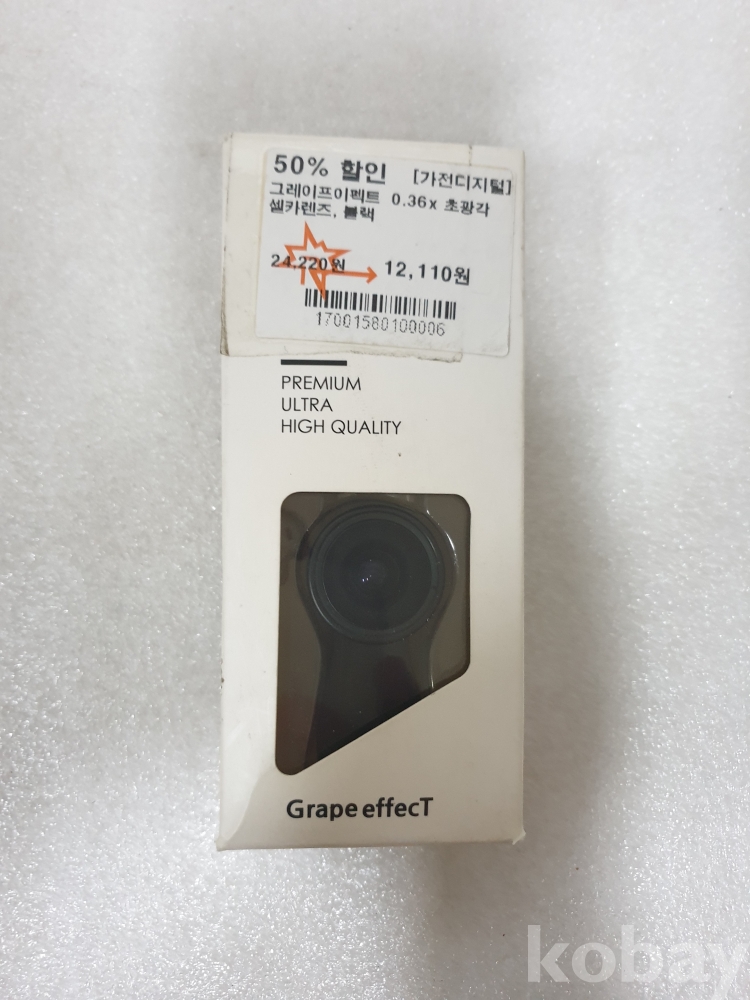 50% 할인 [가전디지털]
그레이프이펙트 0.36x 초광각
셀카렌즈, 블랙
24,220원 12,110원
17001580100006
PREMIUM
ULTRA
HIGH QUALITY
Grape effecT
kobay